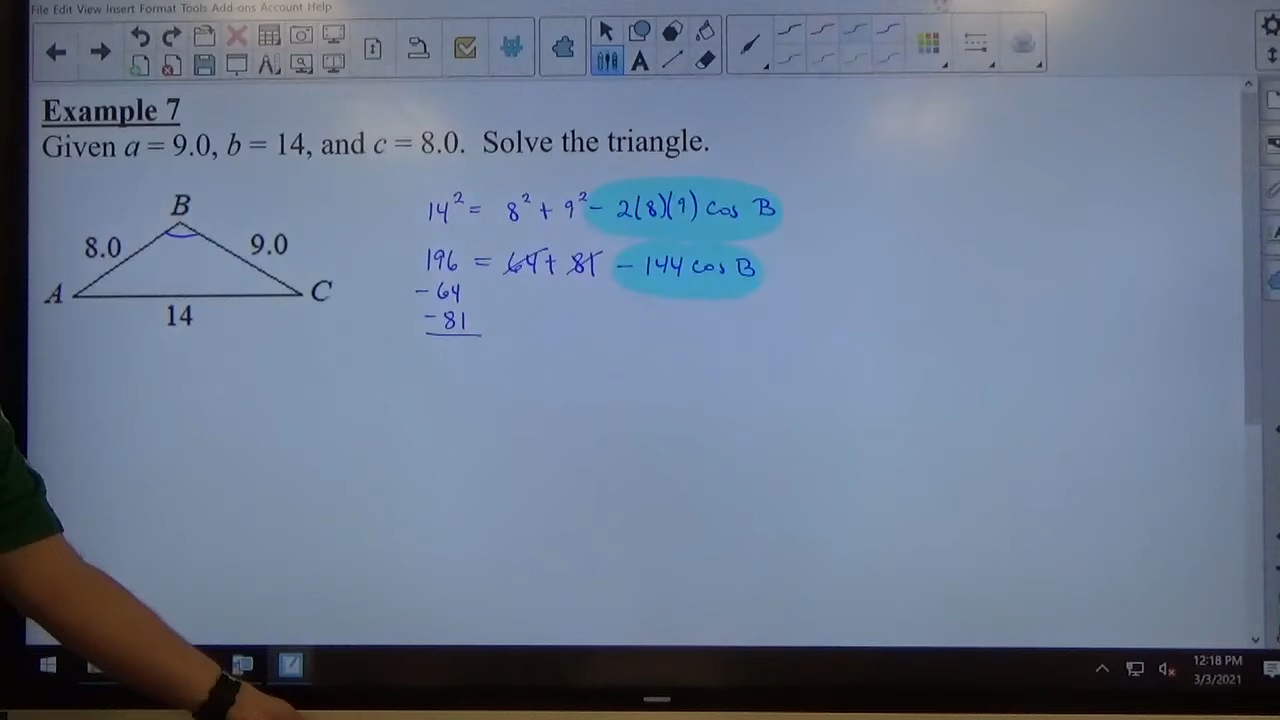 File Edit View Insert Format Tools Add-ons Account Help
Example 7
Given a = 9.0, b = 14, and c = 8.0. Solve the triangle.
B
8.0
9.0
A
C
14
14² = 8² + 9² - 2(8)(9) cos B
196 = 64 + 81 - 144 cos B
- 64
- 81
12:18 PM
3/3/2021